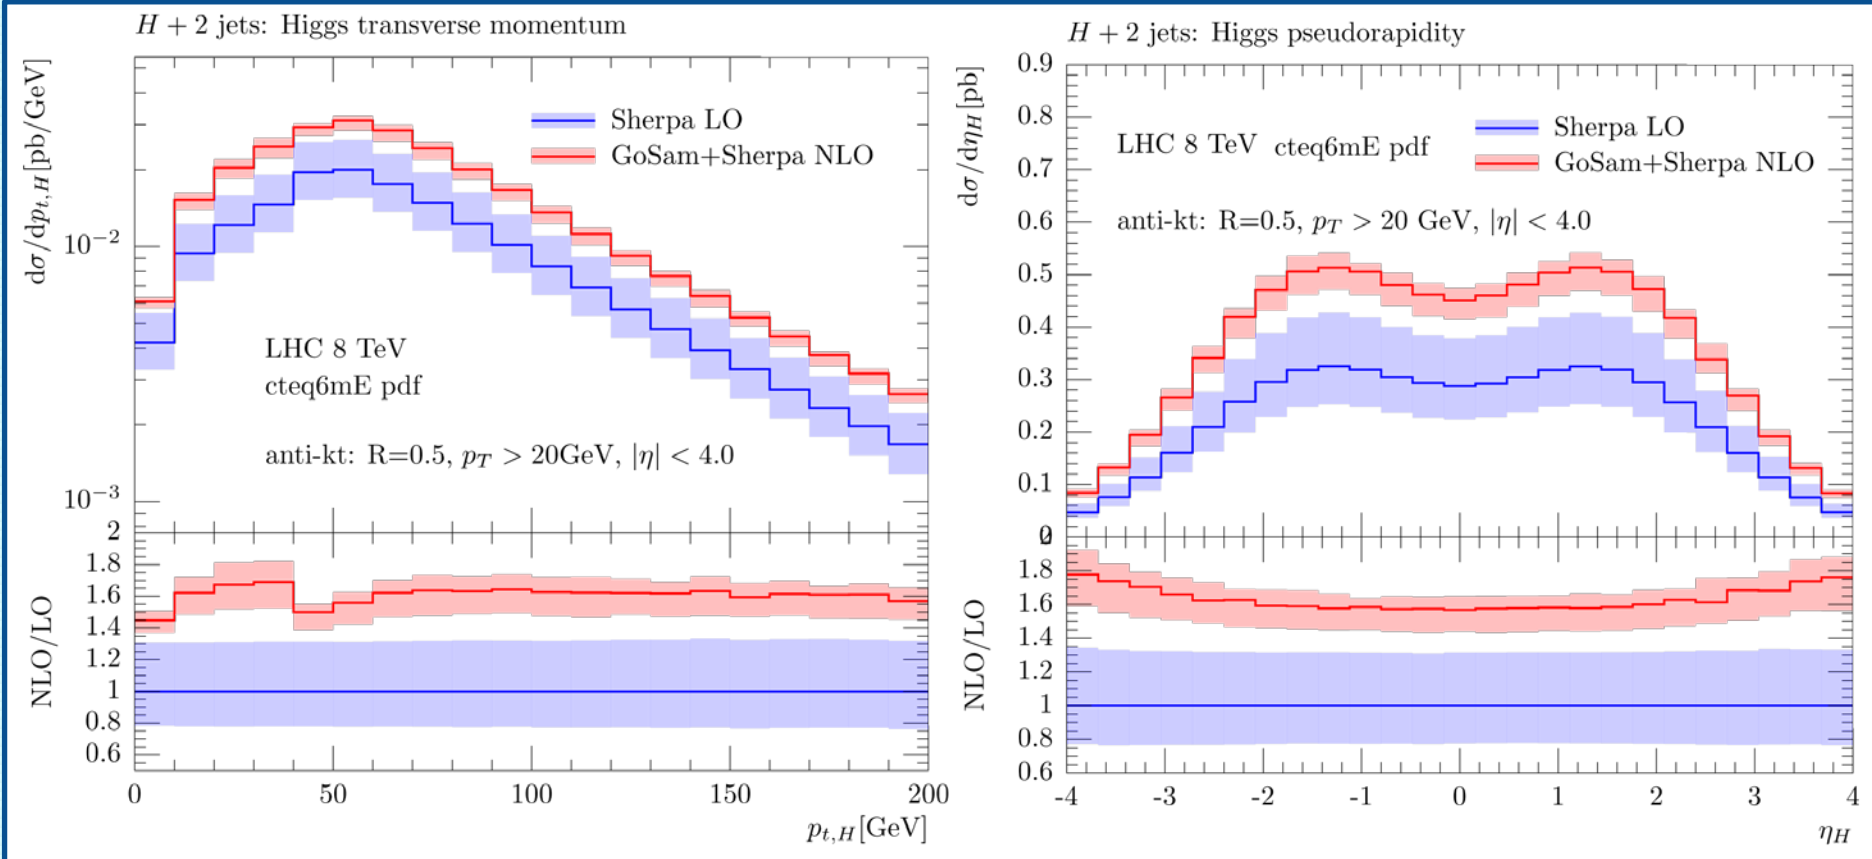 H + 2 jets: Higgs transverse momentum
dσ/dp_{t,H}[pb/GeV]
Sherpa LO
GoSam+Sherpa NLO
10^{−2}
LHC 8 TeV
cteq6mE pdf
anti-kt: R=0.5, p_T > 20GeV, |η| < 4.0
10^{−3}
2
1.8
1.6
1.4
1.2
1
0.8
0.6
NLO/LO
0 50 100 150 200
p_{t,H}[GeV]
H + 2 jets: Higgs pseudorapidity
dσ/dη_H[pb]
0.9
0.8
0.7
0.6
0.5
0.4
0.3
0.2
0.1
0
Sherpa LO
GoSam+Sherpa NLO
LHC 8 TeV cteq6mE pdf
anti-kt: R=0.5, p_T > 20 GeV, |η| < 4.0
2
1.8
1.6
1.4
1.2
1
0.8
0.6
NLO/LO
-4 -3 -2 -1 0 1 2 3 4
η_H